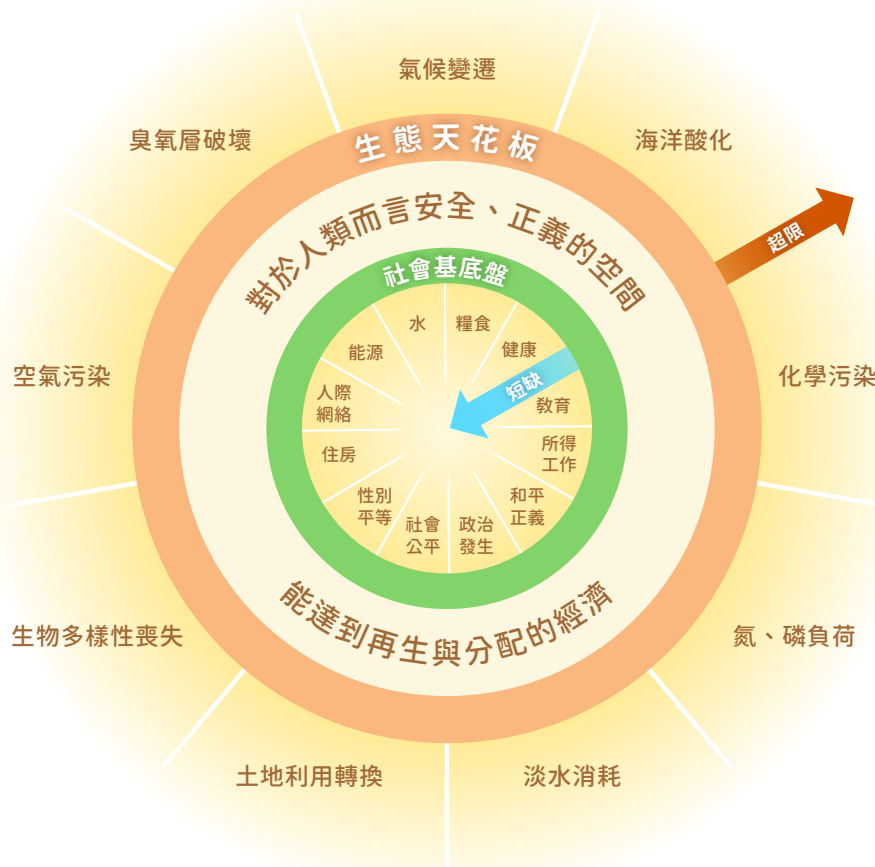 氣候變遷
臭氧層破壞
海洋酸化
生態天花板
對於人類而言安全、正義的空間
超限
社會基底盤
水
糧食
能源
健康
短缺
人際
網絡
教育
空氣污染
化學污染
住房
所得
工作
性別
平等
和平
正義
社會
公平
政治
發生
能達到再生與分配的經濟
生物多樣性喪失
氮、磷負荷
土地利用轉換
淡水消耗